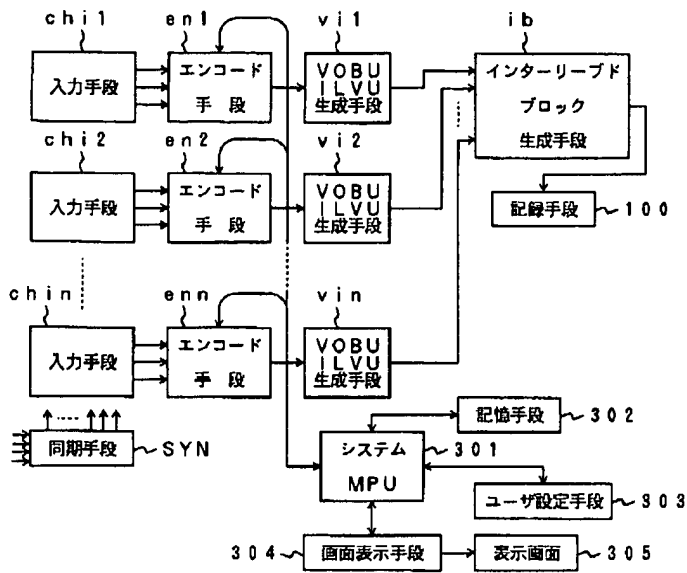 chi1
en1
vi1
ib
入力手段
エンコード
手段
VOBU
ILVU
生成手段
インターリーブド
ブロック
生成手段
chi2
en2
vi2
入力手段
エンコード
手段
VOBU
ILVU
生成手段
記録手段
100
chin
enn
vin
入力手段
エンコード
手段
VOBU
ILVU
生成手段
同期手段
SYN
システム
MPU
301
記憶手段
302
ユーザ設定手段
303
304
画面表示手段
表示画面
305